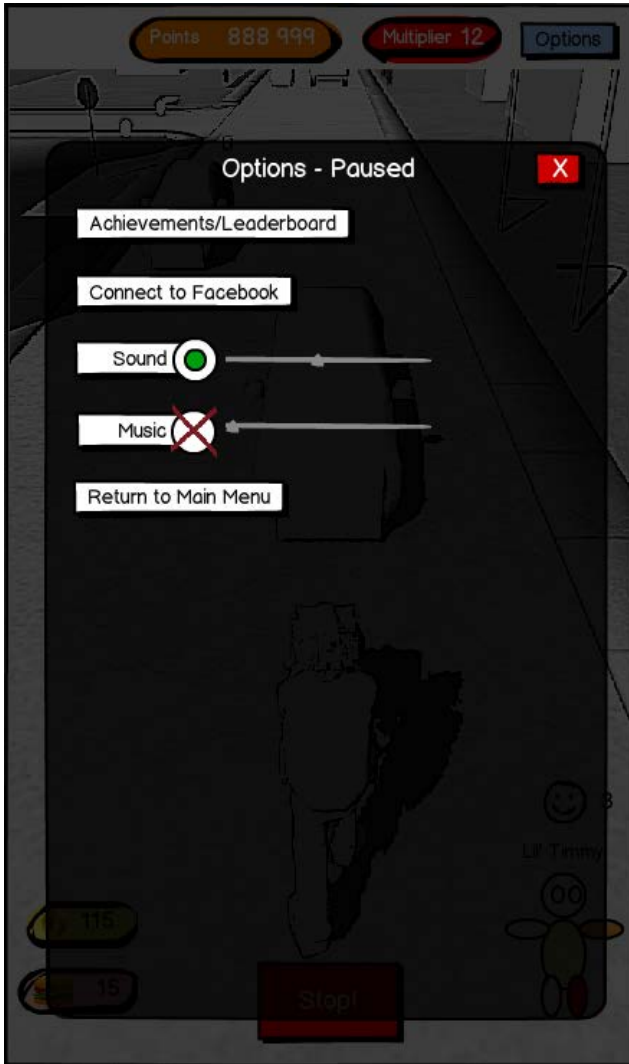 Points 888 999 Multiplier 12 Options
Options - Paused X
Achievements/Leaderboard
Connect to Facebook
Sound
Music
Return to Main Menu
Lil' Timmy
115
15
Stop!